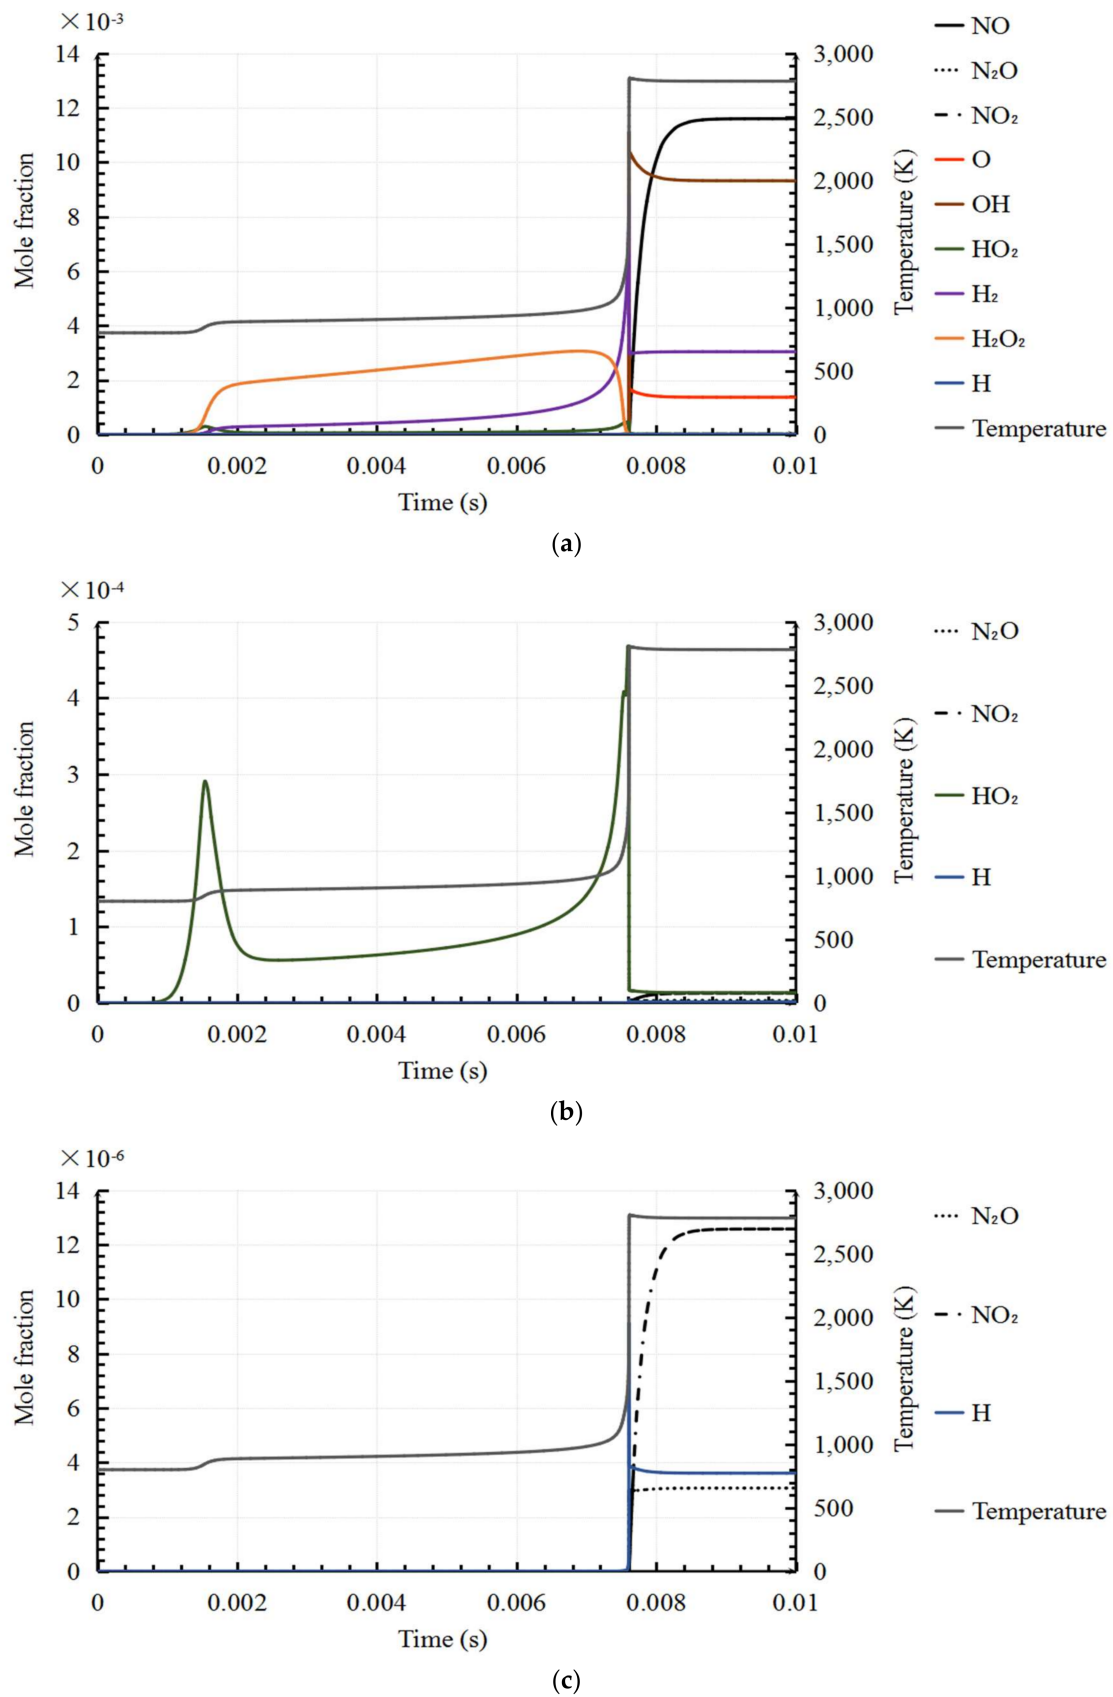 ×10-3
14
12
10
8
6
4
2
0
Mole fraction
3,000
2,500
2,000
1,500
1,000
500
0
Temperature (K)
0 0.002 0.004 0.006 0.008 0.01
Time (s)
NO
N₂O
NO₂
O
OH
HO₂
H₂
H₂O₂
H
Temperature
(a)
×10-4
5
4
3
2
1
0
Mole fraction
3,000
2,500
2,000
1,500
1,000
500
0
Temperature (K)
0 0.002 0.004 0.006 0.008 0.01
Time (s)
N₂O
NO₂
HO₂
H
Temperature
(b)
×10-6
14
12
10
8
6
4
2
0
Mole fraction
3,000
2,500
2,000
1,500
1,000
500
0
Temperature (K)
0 0.002 0.004 0.006 0.008 0.01
Time (s)
N₂O
NO₂
H
Temperature
(c)